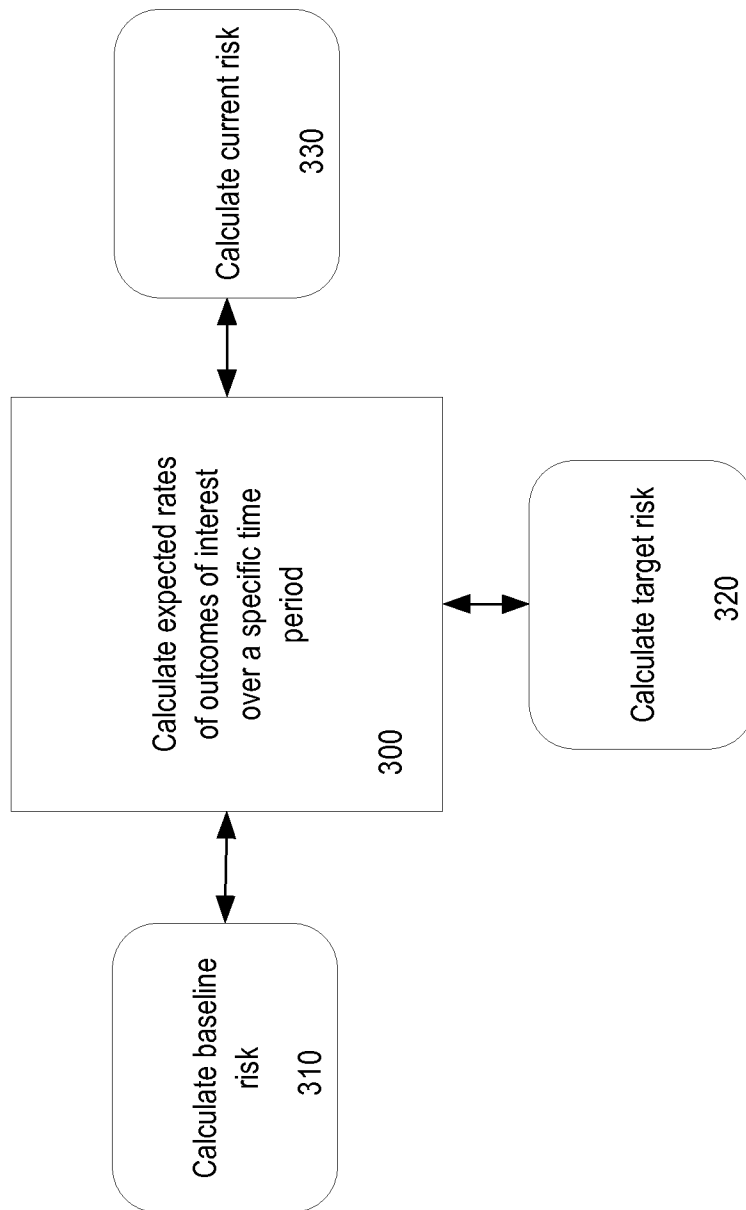 Calculate baseline
risk
310
Calculate expected rates
of outcomes of interest
over a specific time
period
300
Calculate target risk
320
Calculate current risk
330